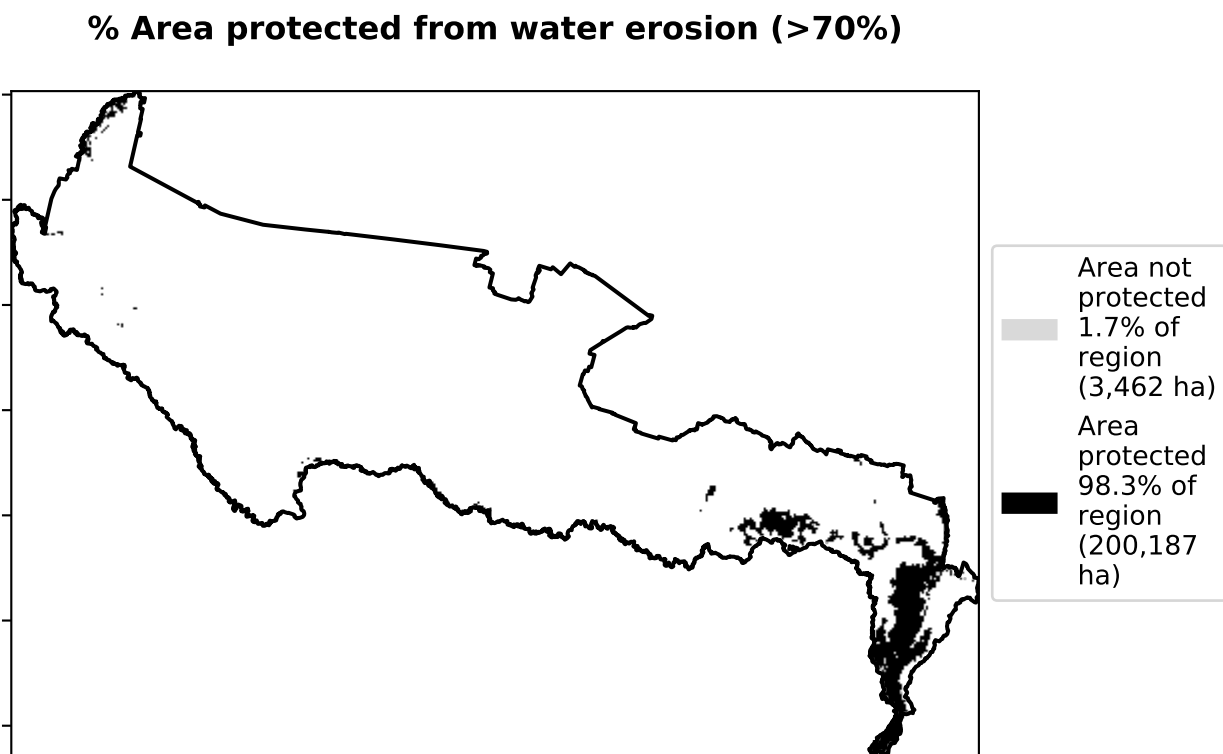 % Area protected from water erosion (>70%)
Area not
protected
1.7% of
region
(3,462 ha)
Area
protected
98.3% of
region
(200,187
ha)